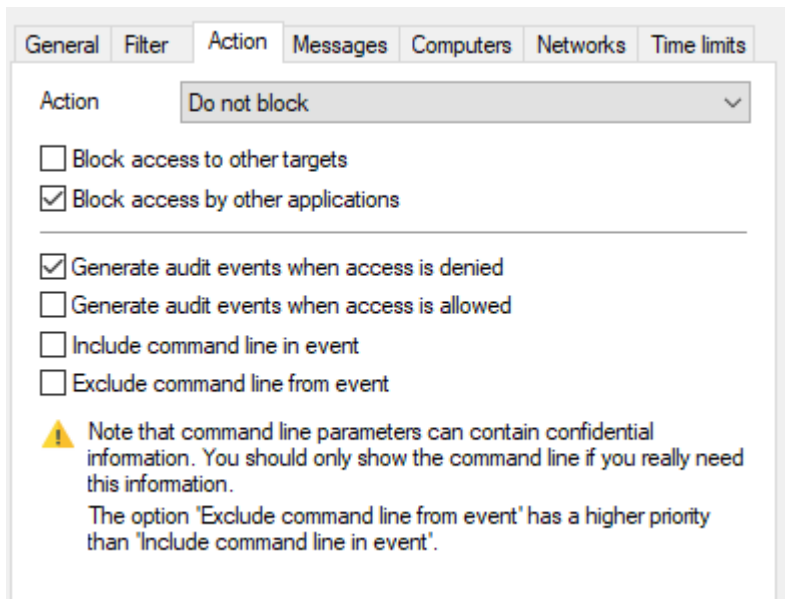 General Filter Action Messages Computers Networks Time limits
Action Do not block
Block access to other targets
Block access by other applications
Generate audit events when access is denied
Generate audit events when access is allowed
Include command line in event
Exclude command line from event
Note that command line parameters can contain confidential
information. You should only show the command line if you really need
this information.
The option "Exclude command line from event" has a higher priority
than "Include command line in event".